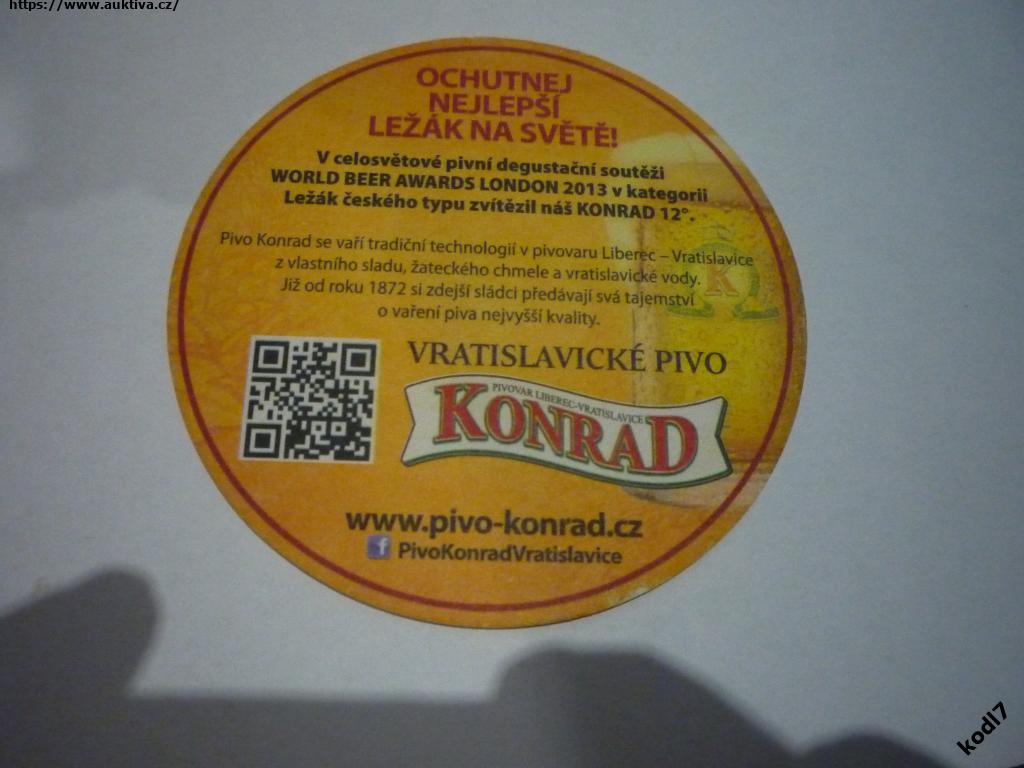 https://www.auktiva.cz/
OCHUTNEJ
NEJLEPŠÍ
LEŽÁK NA SVĚTĚ!
V celosvětové pivní degustační soutěži
WORLD BEER AWARDS LONDON 2013 v kategorii
Ležák českého typu zvítězil náš KONRAD 12°.
Pivo Konrad se vaří tradiční technologií v pivovaru Liberec – Vratislavice
z vlastního sladu, žateckého chmele a vratislavické vody.
Již od roku 1872 si zdejší sládci předávají svá tajemství
o vaření piva nejvyšší kvality.
K
VRATISLAVICKÉ PIVO
PIVOVAR LIBEREC-VRATISLAVICE
KONRAD
www.pivo-konrad.cz
f PivoKonradVratislavice
kodl7